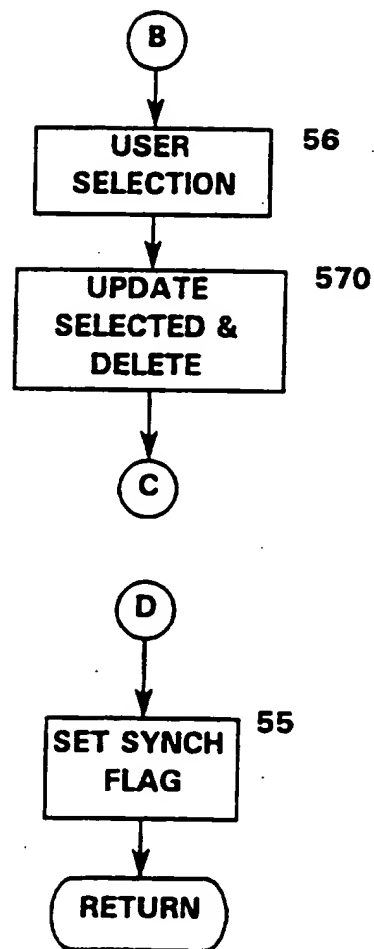 B
USER
SELECTION
56
UPDATE
SELECTED &
DELETE
570
C
D
SET SYNCH
FLAG
55
RETURN